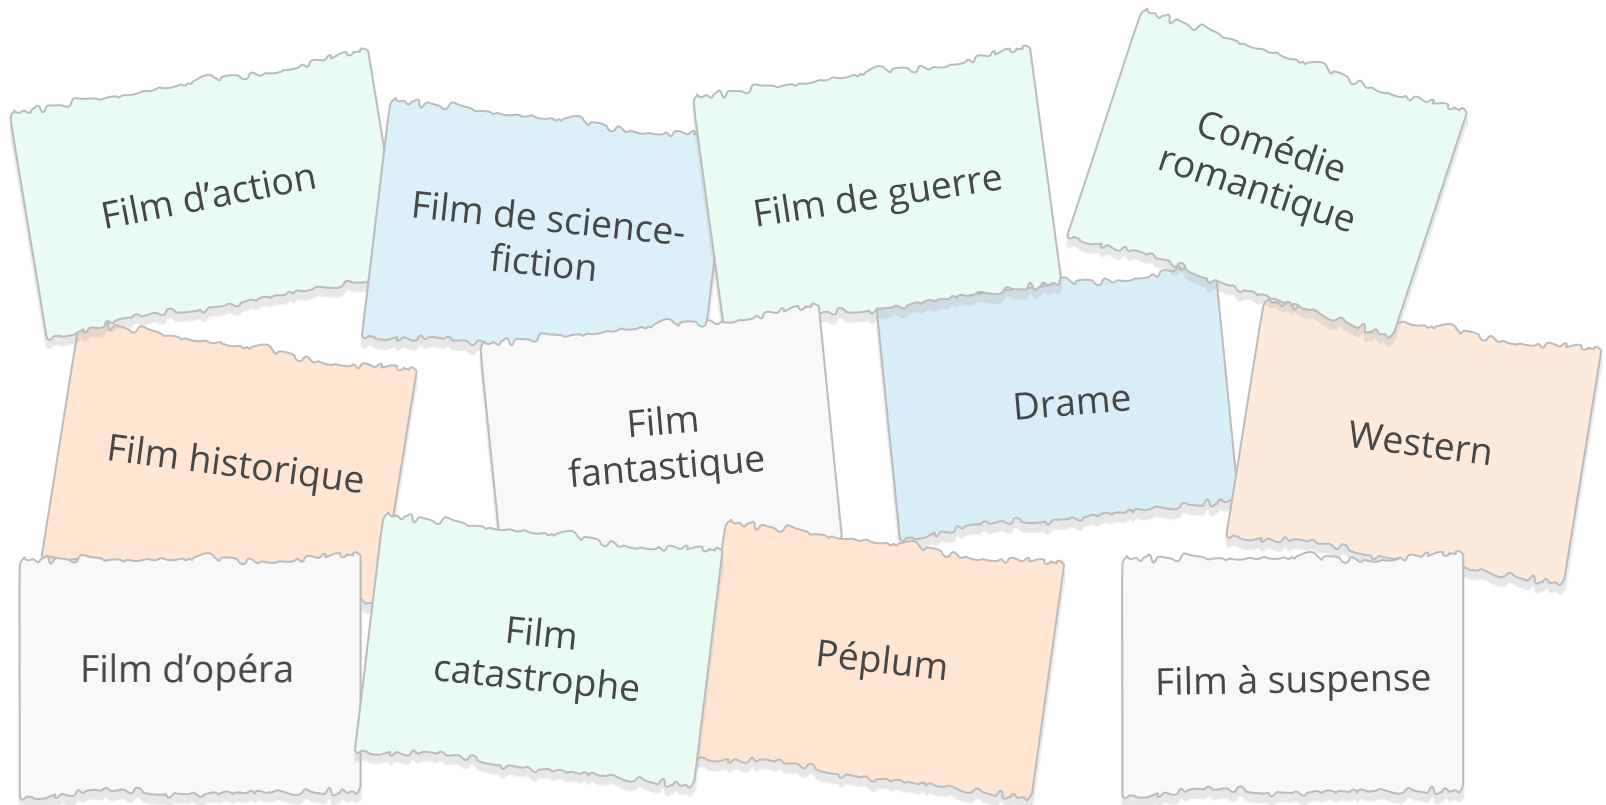 Film d’action
Film de science-
fiction
Film de guerre
Comédie
romantique
Film historique
Film
fantastique
Drame
Western
Film d’opéra
Film
catastrophe
Péplum
Film à suspense